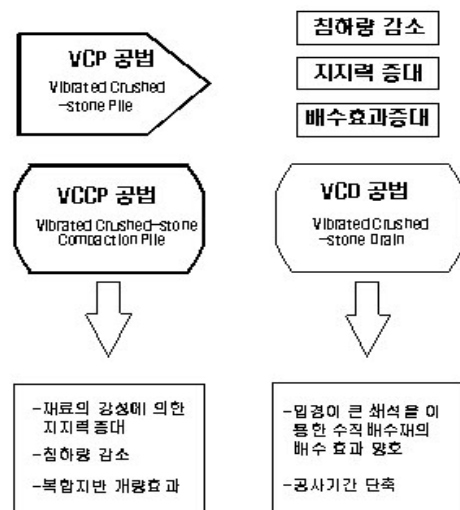 VCP 공법
Vibrated Crushed
-stone Pile
침하량 감소
지지력 증대
배수효과증대
VCCP 공법
Vibrated Crushed-stone
Compaction Pile
VCD 공법
Vibrated Crushed
-stone Drain
-재료의 강성에 의한
지지력증대
-침하량 감소
-복합지반 개량효과
-입경이 큰 쇄석을 이
용한 수직배수재의
배수 효과 양호
-공사기간 단축